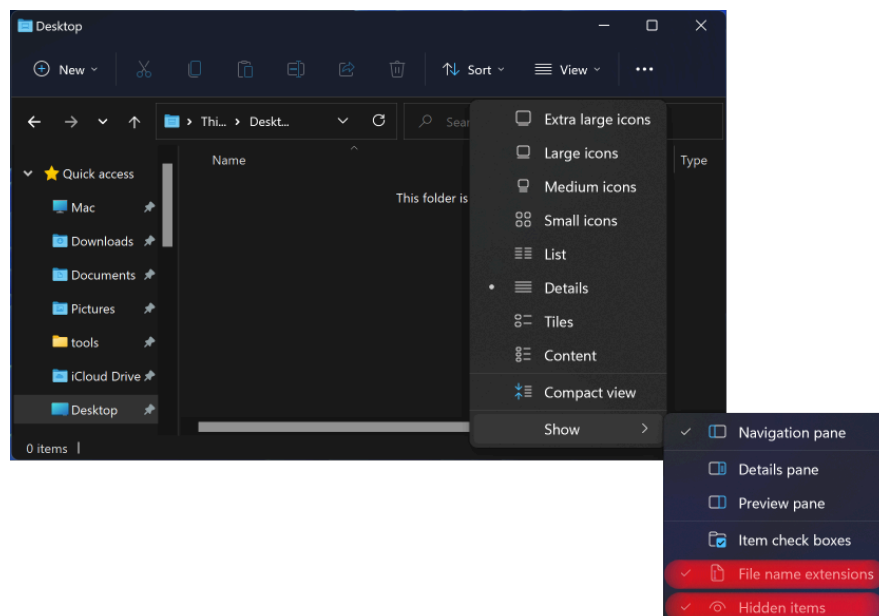 Desktop
New
Sort
View
Thi...
Deskt...
Sear
Name
Type
Quick access
This folder is
Mac
Downloads
Documents
Pictures
tools
iCloud Drive
Desktop
0 items
Extra large icons
Large icons
Medium icons
Small icons
List
Details
Tiles
Content
Compact view
Show
Navigation pane
Details pane
Preview pane
Item check boxes
File name extensions
Hidden items